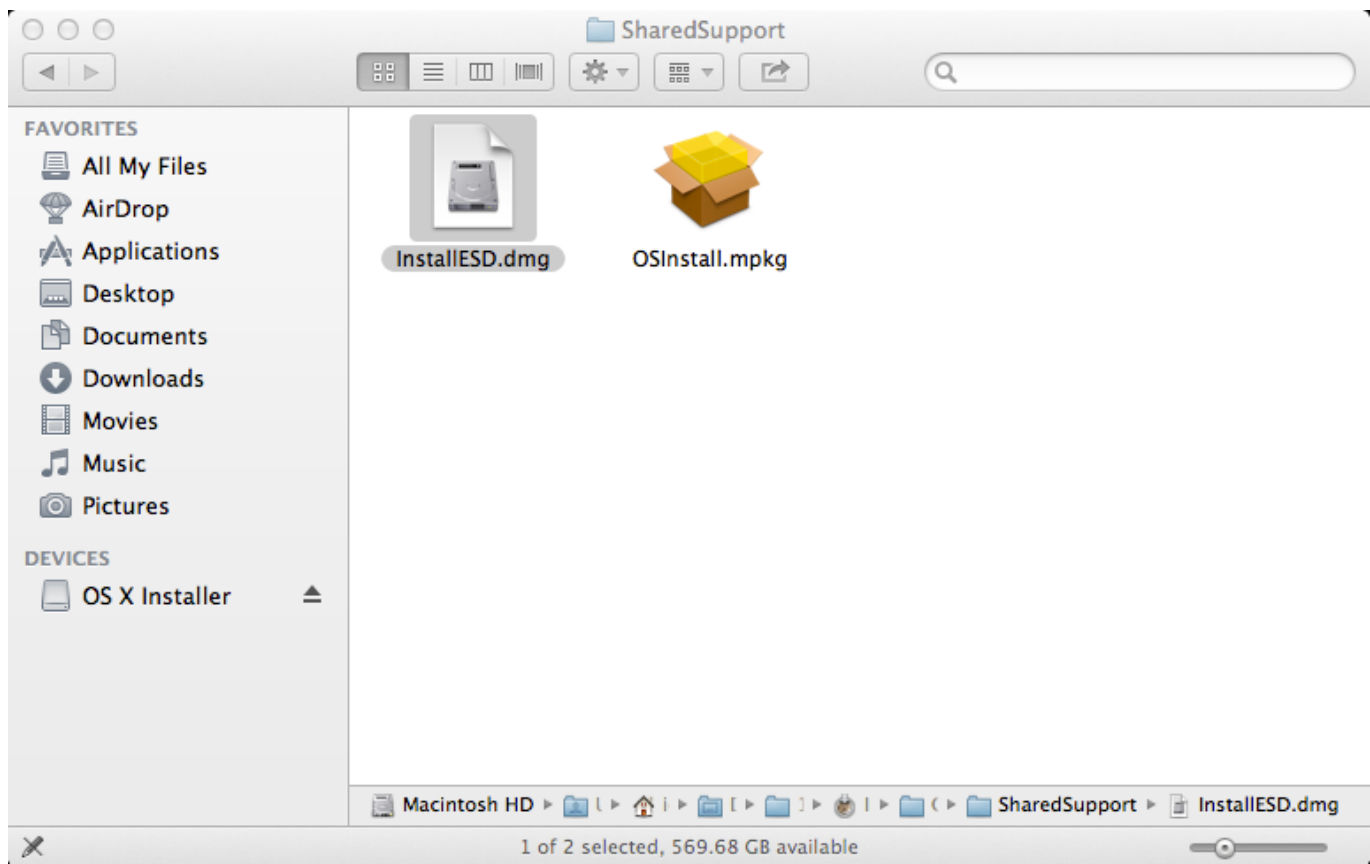 SharedSupport
FAVORITES
All My Files
AirDrop
Applications
Desktop
Documents
Downloads
Movies
Music
Pictures
DEVICES
OS X Installer
InstallESD.dmg
OSInstall.mpkg
Macintosh HD SharedSupport InstallESD.dmg
1 of 2 selected, 569.68 GB available